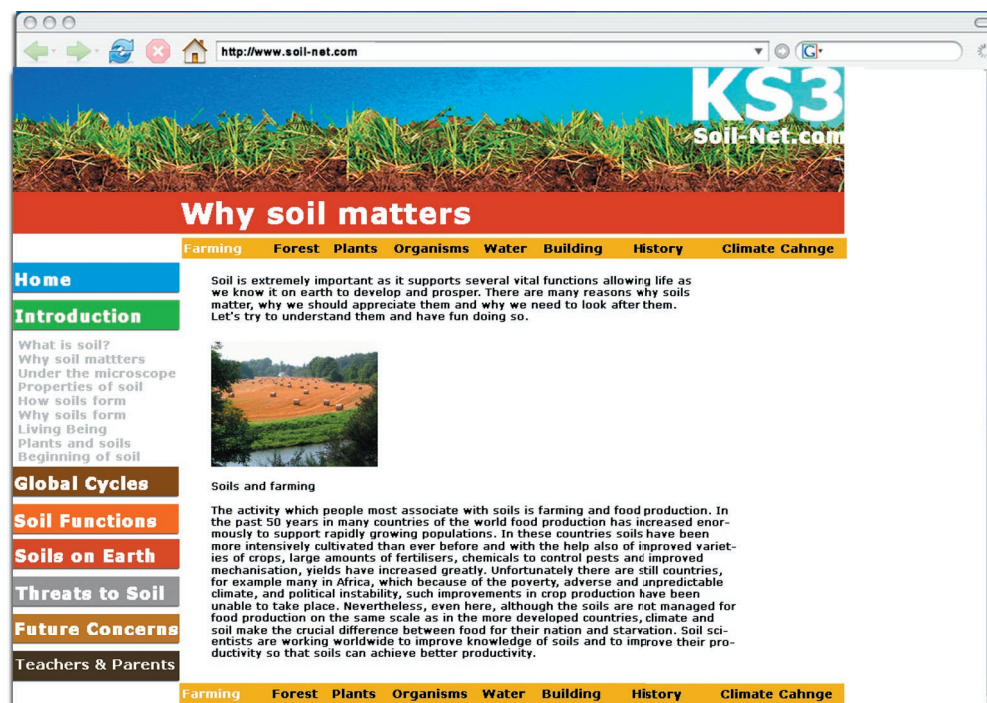 http://www.soil-net.com
G
KS3
Soil-Net.com
Why soil matters
Farming Forest Plants Organisms Water Building History Climate Cahnge
Home
Introduction
What is soil?
Why soil mattters
Under the microscope
Properties of soil
How soils form
Why soils form
Living Being
Plants and soils
Beginning of soil
Global Cycles
Soil Functions
Soils on Earth
Threats to Soil
Future Concerns
Teachers & Parents
Soil is extremely important as it supports several vital functions allowing life as
we know it on earth to develop and prosper. There are many reasons why soils
matter, why we should appreciate them and why we need to look after them.
Let's try to understand them and have fun doing so.
Soils and farming
The activity which people most associate with soils is farming and food production. In
the past 50 years in many countries of the world food production has increased enor-
mously to support rapidly growing populations. In these countries soils have been
more intensively cultivated than ever before and with the help also of improved variet-
ies of crops, large amounts of fertilisers, chemicals to control pests and improved
mechanisation, yields have increased greatly. Unfortunately there are still countries,
for example many in Africa, which because of the poverty, adverse and unpredictable
climate, and political instability, such improvements in crop production have been
unable to take place. Nevertheless, even here, although the soils are not managed for
food production on the same scale as in the more developed countries, climate and
soil make the crucial difference between food for their nation and starvation. Soil sci-
entists are working worldwide to improve knowledge of soils and to improve their pro-
ductivity so that soils can achieve better productivity.
Farming Forest Plants Organisms Water Building History Climate Cahnge